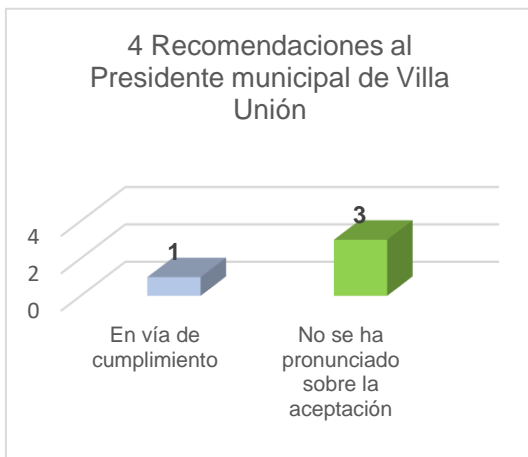 4 Recomendaciones al
Presidente municipal de Villa
Unión
4
2
0
1
3
En vía de
cumplimiento
No se ha
pronunciado
sobre la
aceptación